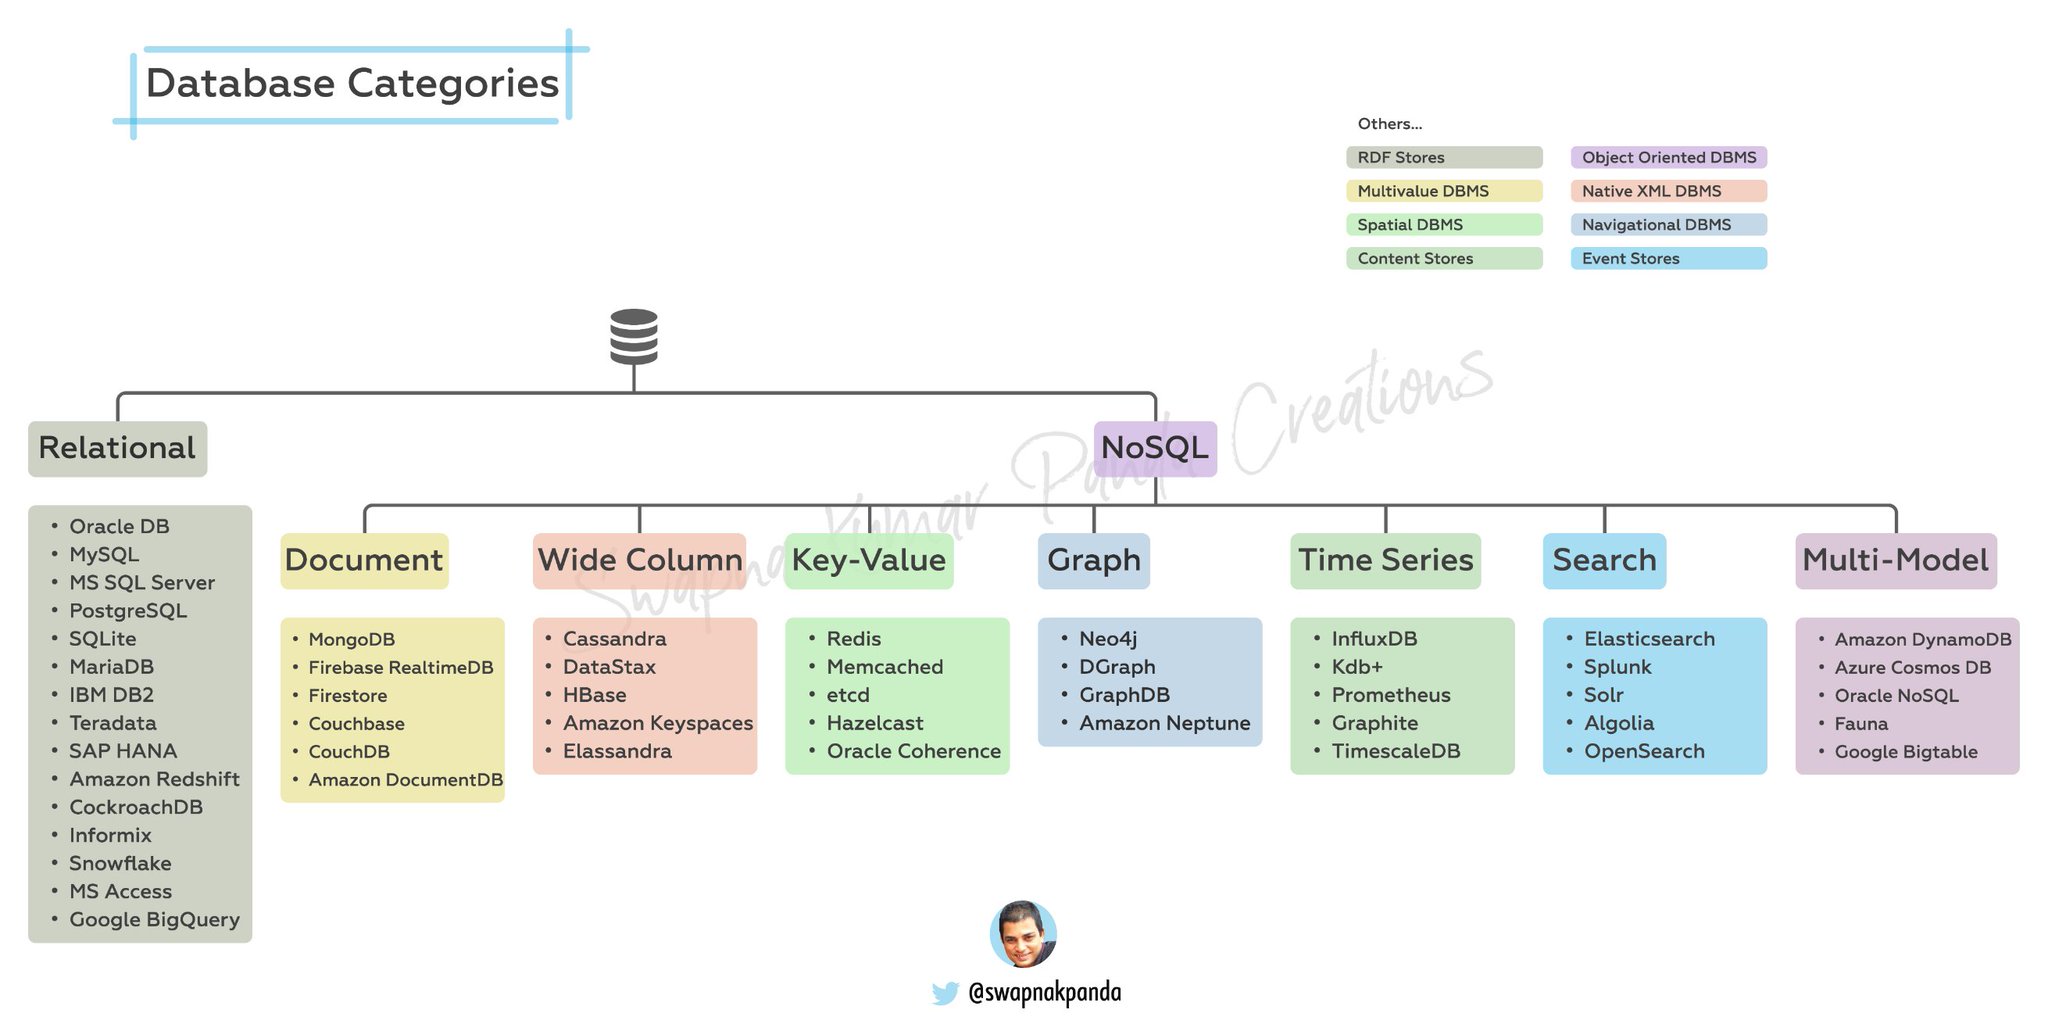 Database Categories
Others...
RDF Stores
Object Oriented DBMS
Multivalue DBMS
Native XML DBMS
Spatial DBMS
Navigational DBMS
Content Stores
Event Stores
Relational
NoSQL
Oracle DB
MySQL
MS SQL Server
PostgreSQL
SQLite
MariaDB
IBM DB2
Teradata
SAP HANA
Amazon Redshift
CockroachDB
Informix
Snowflake
MS Access
Google BigQuery
Document
MongoDB
Firebase RealtimeDB
Firestore
Couchbase
CouchDB
Amazon DocumentDB
Wide Column
Cassandra
DataStax
HBase
Amazon Keyspaces
Elassandra
Key-Value
Redis
Memcached
etcd
Hazelcast
Oracle Coherence
Graph
Neo4j
DGraph
GraphDB
Amazon Neptune
Time Series
InfluxDB
Kdb+
Prometheus
Graphite
TimescaleDB
Search
Elasticsearch
Splunk
Solr
Algolia
OpenSearch
Multi-Model
Amazon DynamoDB
Azure Cosmos DB
Oracle NoSQL
Fauna
Google Bigtable
Swapna Kumar Panda Creations
@swapnakpanda